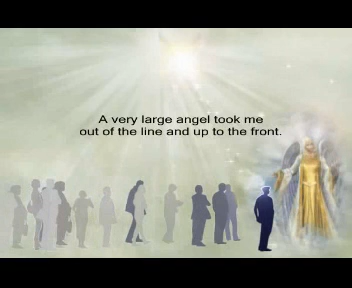 A very large angel took me
out of the line and up to the front.